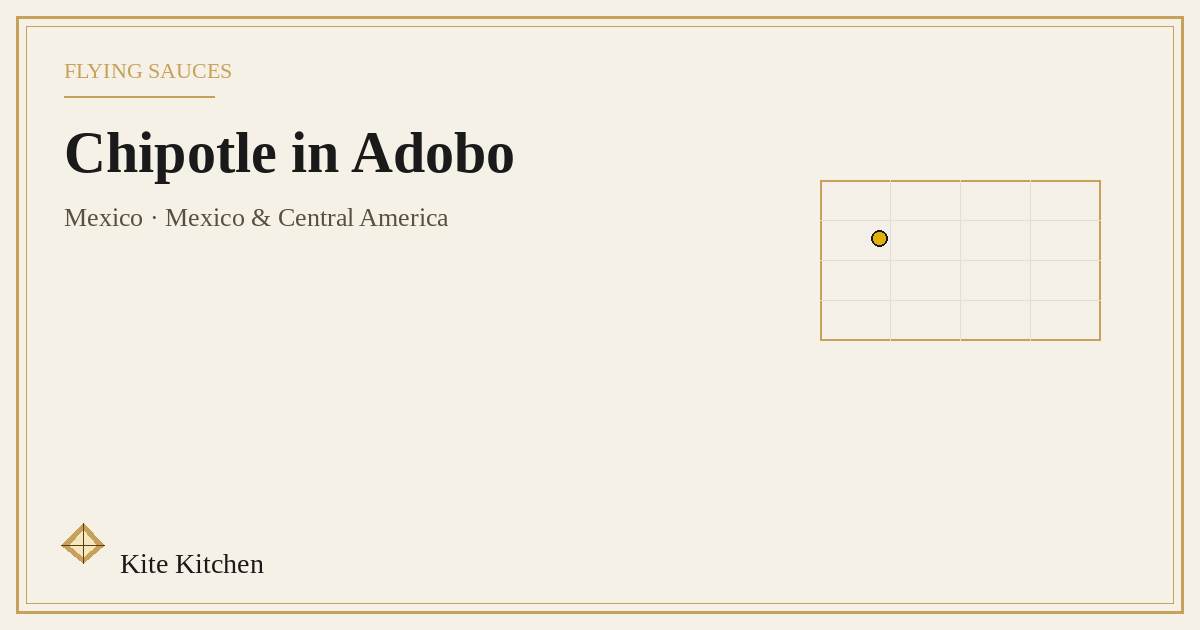 FLYING SAUCES
Chipotle in Adobo
Mexico · Mexico & Central America
Kite Kitchen